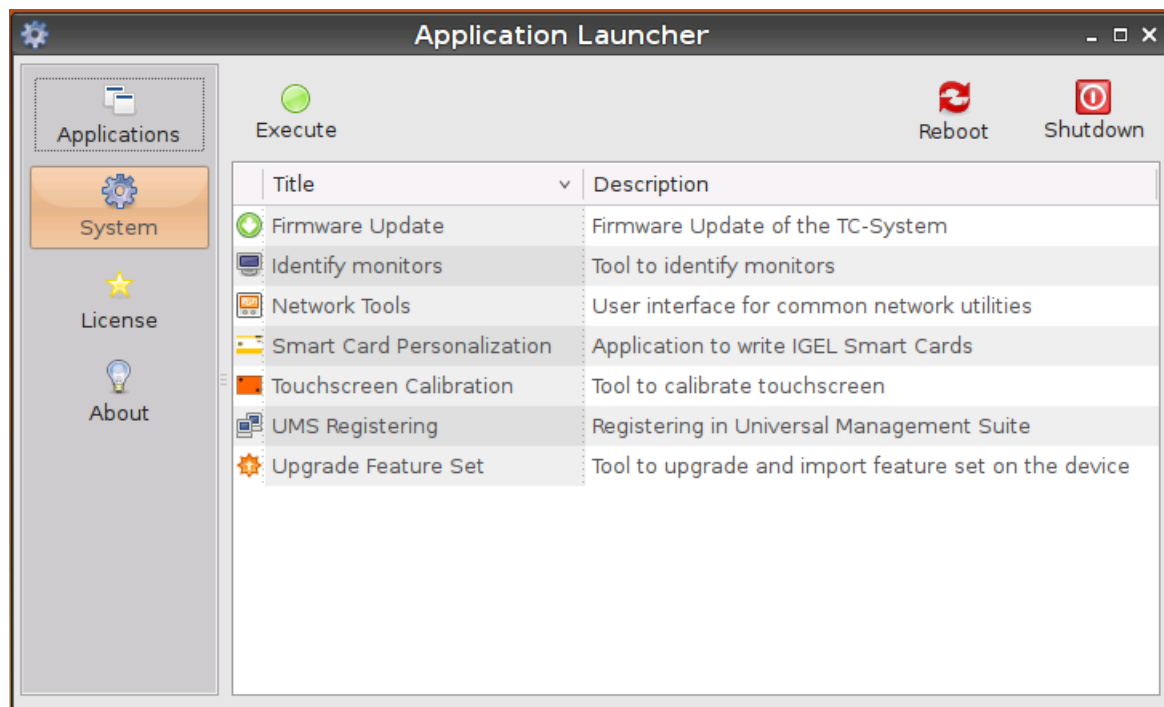 Application Launcher
Applications
System
License
About
Execute
Reboot
Shutdown
Title Description
Firmware Update Firmware Update of the TC-System
Identify monitors Tool to identify monitors
Network Tools User interface for common network utilities
Smart Card Personalization Application to write IGEL Smart Cards
Touchscreen Calibration Tool to calibrate touchscreen
UMS Registering Registering in Universal Management Suite
Upgrade Feature Set Tool to upgrade and import feature set on the device